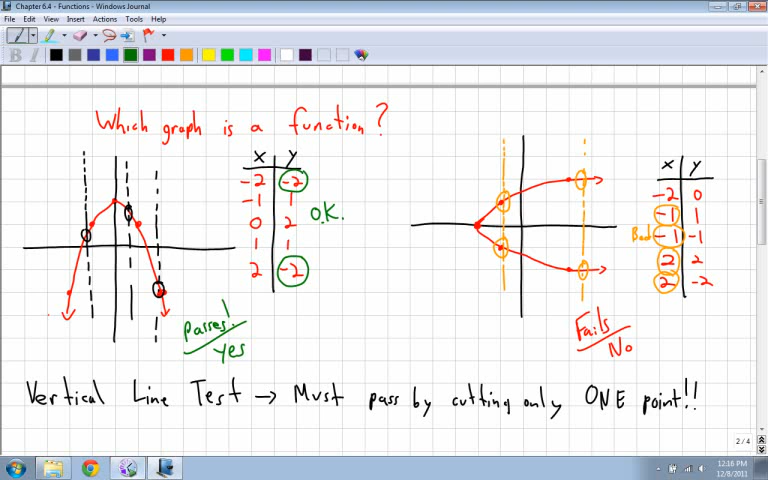 Chapter 6.4 - Functions - Windows Journal
File Edit View Insert Actions Tools Help
B I
Which graph is a function?
x y
-2 -2
-1 1
0 2
1 1
2 -2
O.K.
Passes!
yes
x y
-2 0
-1 1
Bad -1 -1
2 2
2 -2
Fails
No
Vertical Line Test → Must pass by cutting only ONE point!!
2 / 4
12:16 PM
12/8/2011